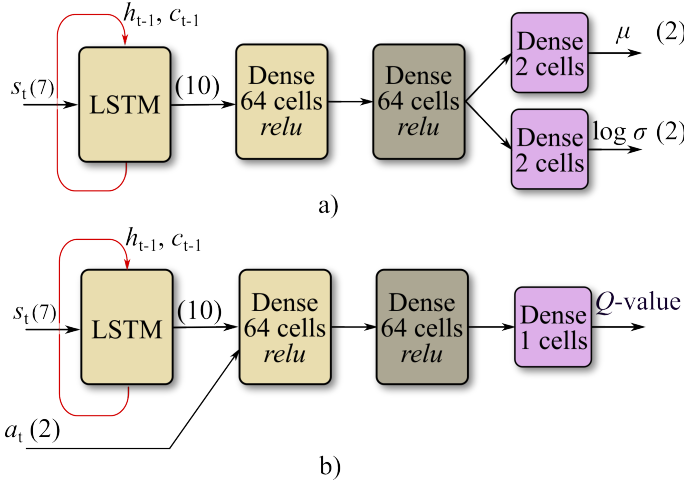 h_t-1, c_t-1
s_t(7)
LSTM
(10)
Dense
64 cells
relu
Dense
64 cells
relu
Dense
2 cells
μ (2)
Dense
2 cells
log σ (2)
a)
h_t-1, c_t-1
s_t(7)
LSTM
(10)
Dense
64 cells
relu
Dense
64 cells
relu
Dense
1 cells
Q-value
a_t(2)
b)